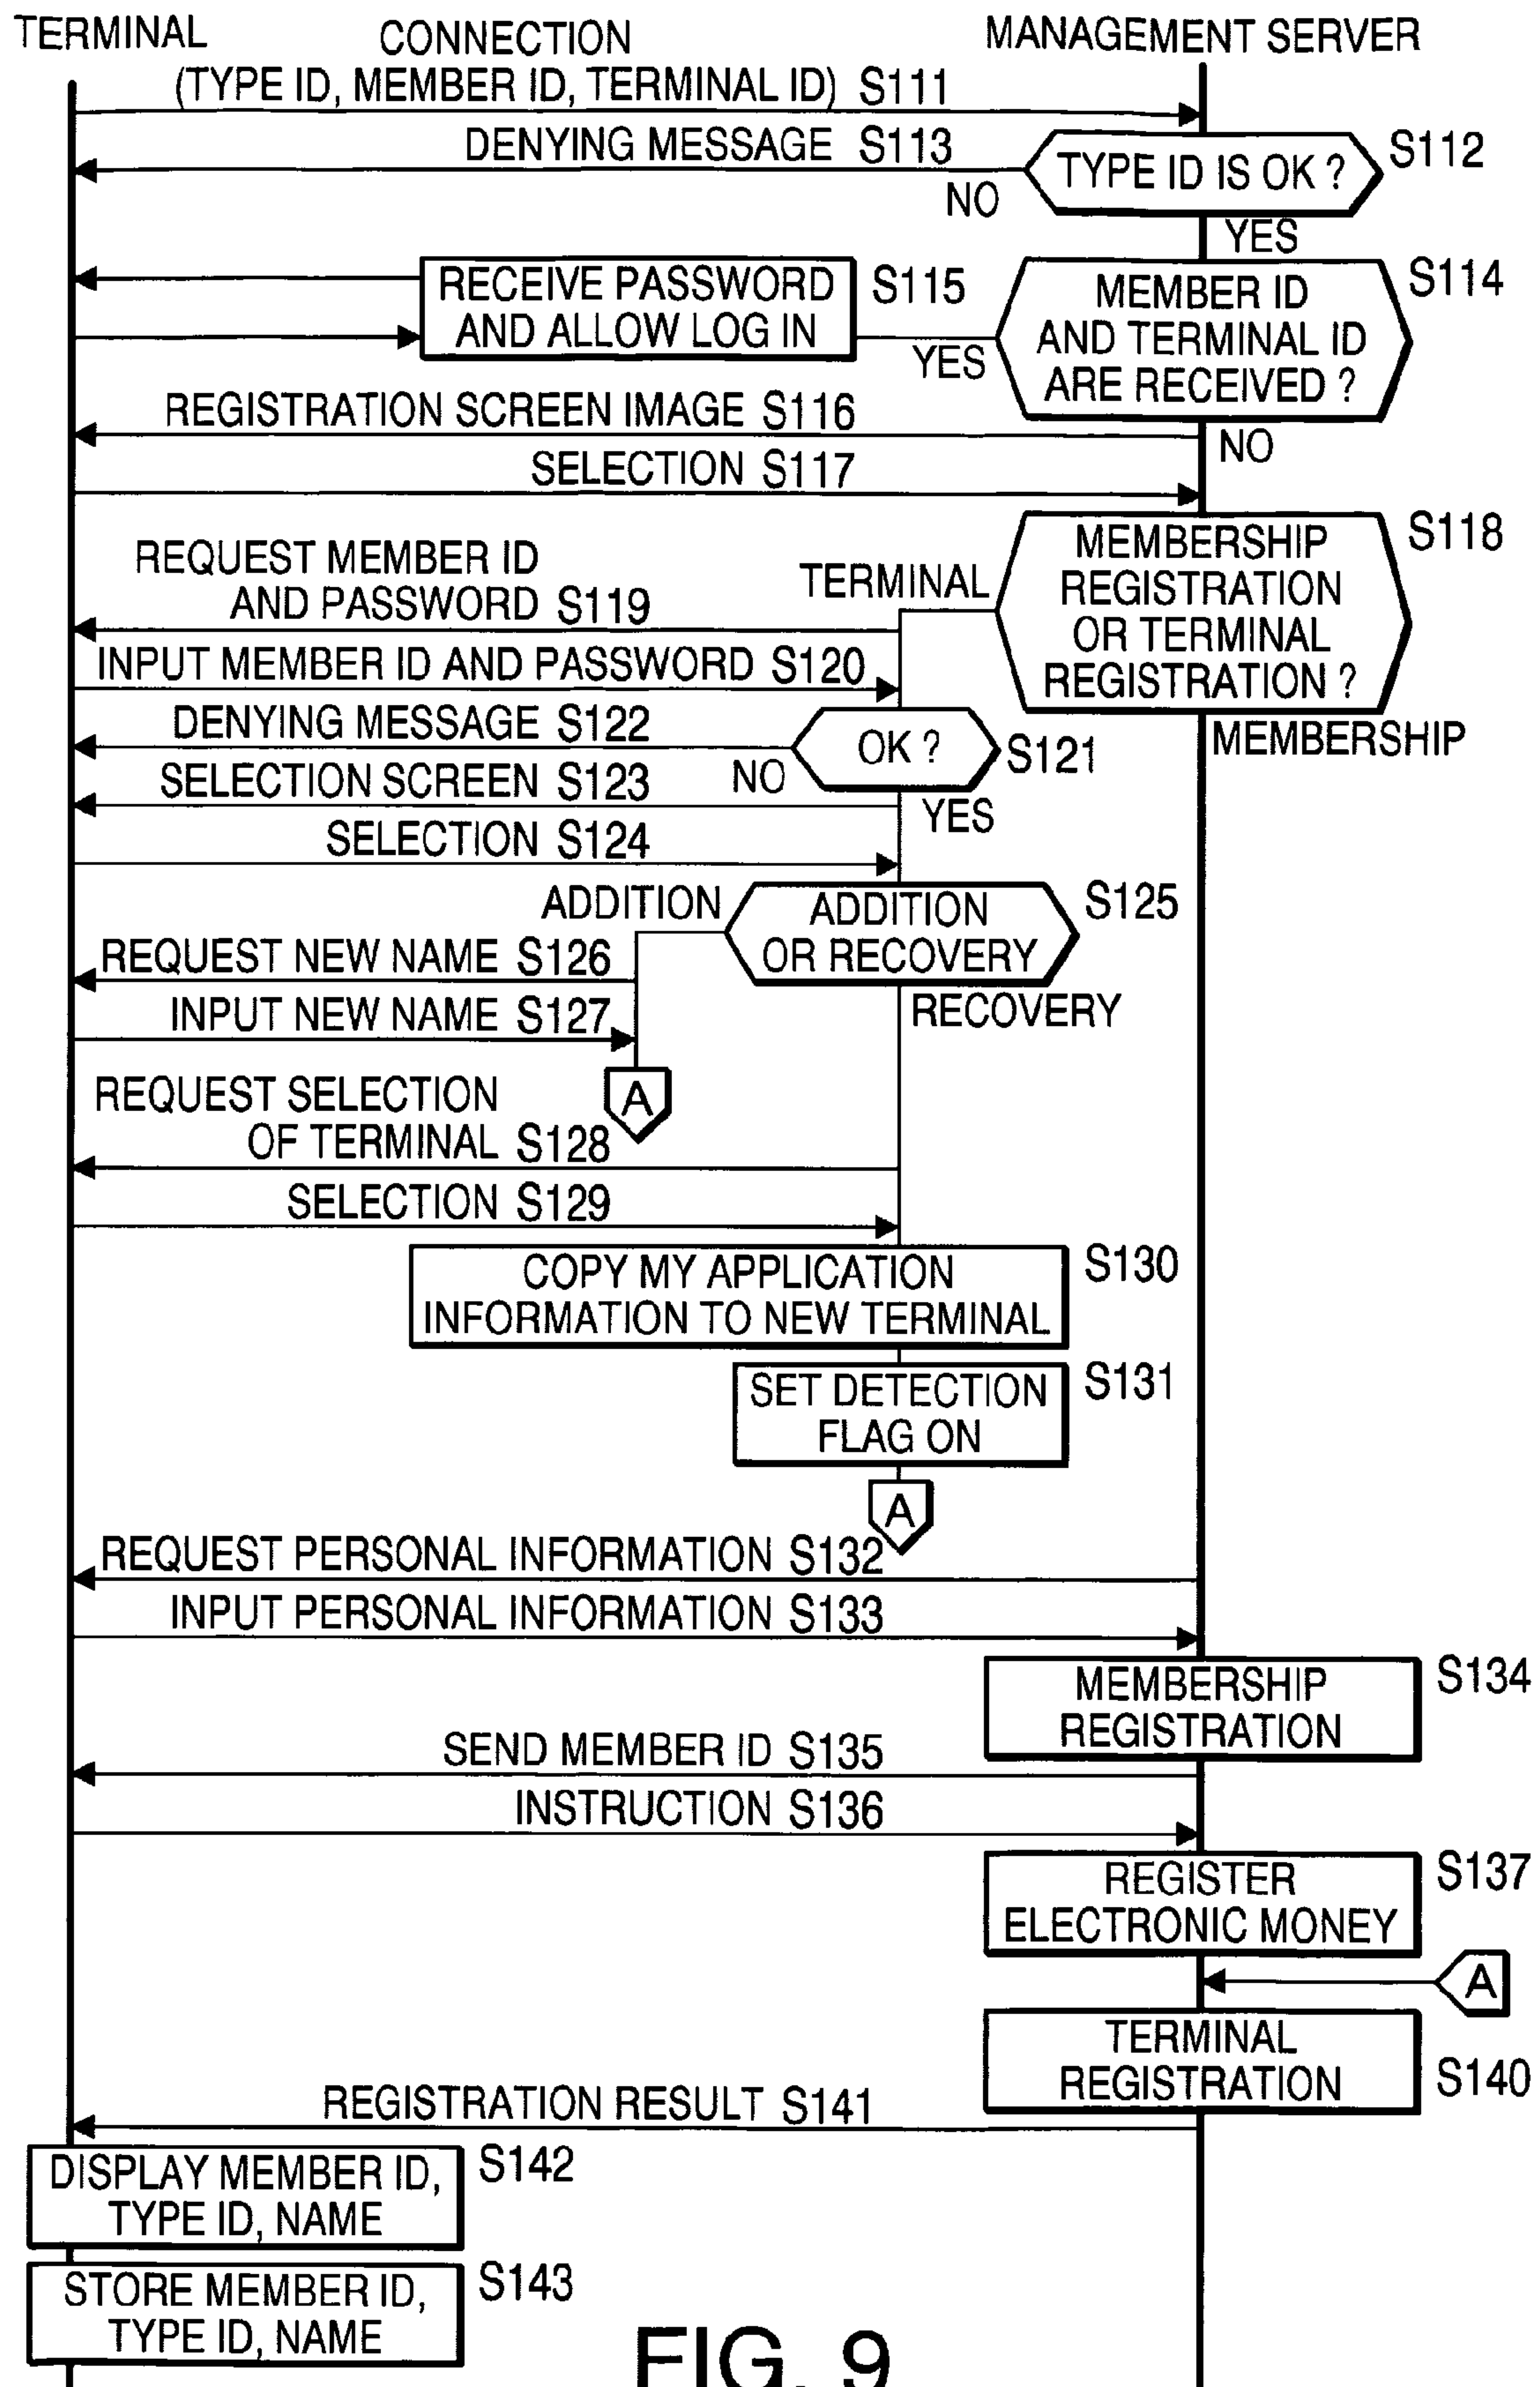 TERMINAL
CONNECTION
MANAGEMENT SERVER
(TYPE ID, MEMBER ID, TERMINAL ID) S111
DENYING MESSAGE S113
TYPE ID IS OK ?
S112
NO
YES
RECEIVE PASSWORD
AND ALLOW LOG IN
S115
MEMBER ID
AND TERMINAL ID
ARE RECEIVED ?
S114
YES
REGISTRATION SCREEN IMAGE S116
NO
SELECTION S117
MEMBERSHIP
REGISTRATION
OR TERMINAL
REGISTRATION ?
S118
REQUEST MEMBER ID
AND PASSWORD S119
TERMINAL
INPUT MEMBER ID AND PASSWORD S120
DENYING MESSAGE S122
OK ?
S121
MEMBERSHIP
NO
SELECTION SCREEN S123
YES
SELECTION S124
ADDITION
ADDITION
OR RECOVERY
S125
REQUEST NEW NAME S126
RECOVERY
INPUT NEW NAME S127
A
REQUEST SELECTION
OF TERMINAL S128
SELECTION S129
COPY MY APPLICATION
INFORMATION TO NEW TERMINAL
S130
SET DETECTION
FLAG ON
S131
A
REQUEST PERSONAL INFORMATION S132
INPUT PERSONAL INFORMATION S133
MEMBERSHIP
REGISTRATION
S134
SEND MEMBER ID S135
INSTRUCTION S136
REGISTER
ELECTRONIC MONEY
S137
A
TERMINAL
REGISTRATION
S140
REGISTRATION RESULT S141
DISPLAY MEMBER ID,
TYPE ID, NAME
S142
STORE MEMBER ID,
TYPE ID, NAME
S143
FIG. 9